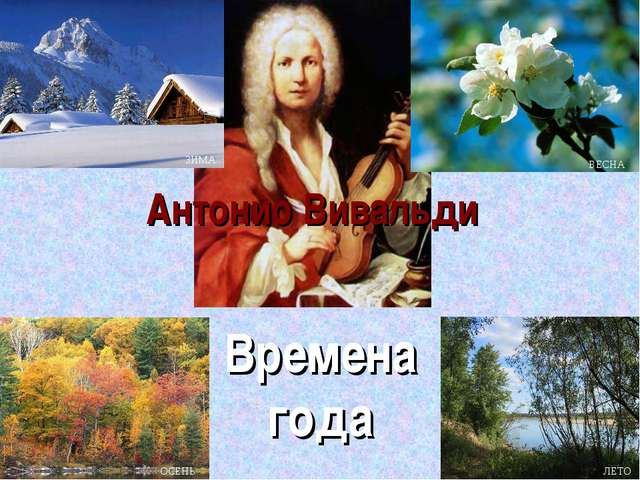 ЗИМА
ВЕСНА
Антонио Вивальди
Времена
года
ОСЕНЬ
ЛЕТО